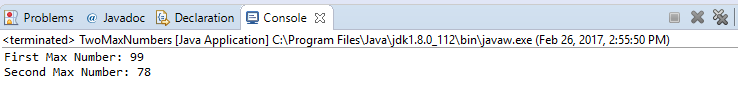 Problems @ Javadoc Declaration Console
<terminated> TwoMaxNumbers [Java Application] C:\Program Files\Java\jdk1.8.0_112\bin\javaw.exe (Feb 26, 2017, 2:55:50 PM)
First Max Number: 99
Second Max Number: 78